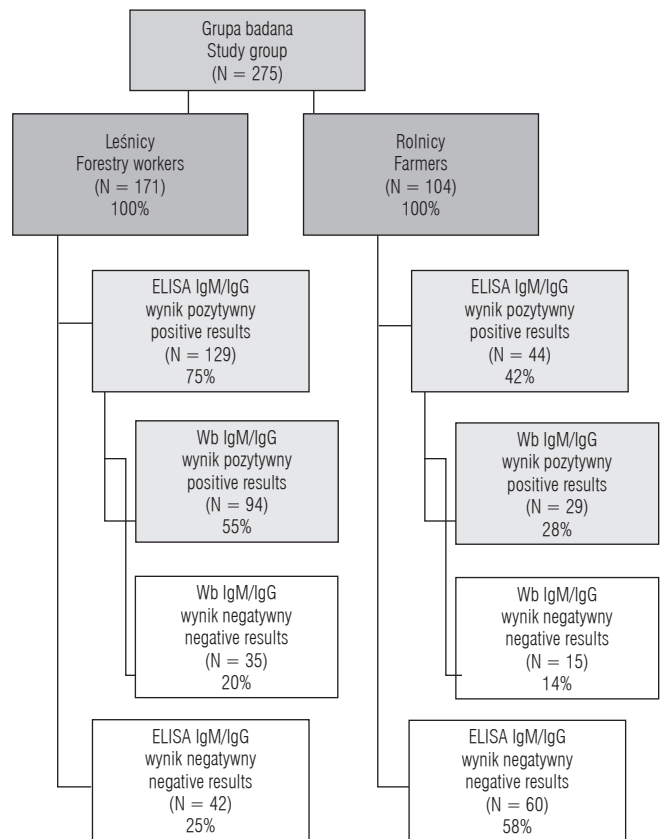 Grupa badana
Study group
(N = 275)
Leśnicy
Forestry workers
(N = 171)
100%
Rolnicy
Farmers
(N = 104)
100%
ELISA IgM/IgG
wynik pozytywny
positive results
(N = 129)
75%
ELISA IgM/IgG
wynik pozytywny
positive results
(N = 44)
42%
Wb IgM/IgG
wynik pozytywny
positive results
(N = 94)
55%
Wb IgM/IgG
wynik pozytywny
positive results
(N = 29)
28%
Wb IgM/IgG
wynik negatywny
negative results
(N = 35)
20%
Wb IgM/IgG
wynik negatywny
negative results
(N = 15)
14%
ELISA IgM/IgG
wynik negatywny
negative results
(N = 42)
25%
ELISA IgM/IgG
wynik negatywny
negative results
(N = 60)
58%